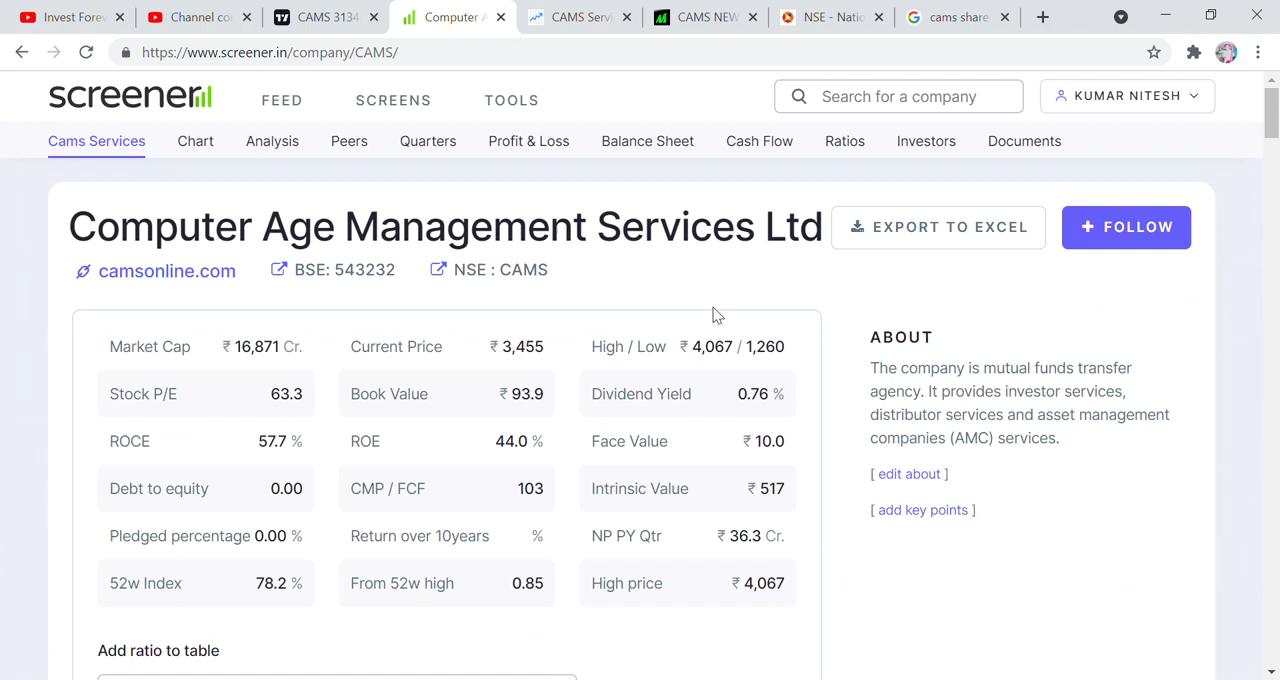 Invest Fore
Channel co
CAMS 3134
Computer A
CAMS Servi
CAMS NEW
NSE - Natio
cams share
https://www.screener.in/company/CAMS/
screener
FEED
SCREENS
TOOLS
Search for a company
KUMAR NITESH
Cams Services
Chart
Analysis
Peers
Quarters
Profit & Loss
Balance Sheet
Cash Flow
Ratios
Investors
Documents
Computer Age Management Services Ltd
EXPORT TO EXCEL
+ FOLLOW
camsonline.com
BSE: 543232
NSE : CAMS
Market Cap ₹ 16,871 Cr.
Current Price ₹ 3,455
High / Low ₹ 4,067 / 1,260
Stock P/E 63.3
Book Value ₹ 93.9
Dividend Yield 0.76 %
ROCE 57.7 %
ROE 44.0 %
Face Value ₹ 10.0
Debt to equity 0.00
CMP / FCF 103
Intrinsic Value ₹ 517
Pledged percentage 0.00 %
Return over 10years %
NP PY Qtr ₹ 36.3 Cr.
52w Index 78.2 %
From 52w high 0.85
High price ₹ 4,067
Add ratio to table
ABOUT
The company is mutual funds transfer
agency. It provides investor services,
distributor services and asset management
companies (AMC) services.
[ edit about ]
[ add key points ]